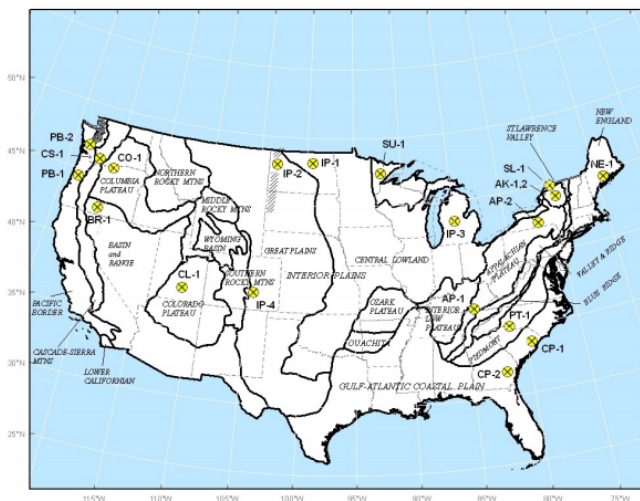 50°N
45°N
40°N
35°N
30°N
25°N
115°W
110°W
105°W
100°W
95°W
90°W
85°W
80°W
75°W
PB-2
CS-1
PB-1
CO-1
COLUMBIA
PLATEAU
BR-1
NORTHERN
ROCKY MTNS
MIDDLE
ROCKY MTNS
WYOMING
BASIN
BASIN
and
RANGE
CL-1
COLORADO
PLATEAU
SOUTHERN
ROCKY MTNS
IP-4
PACIFIC
BORDER
CASCADE-SIERRA
MTNS
LOWER
CALIFORNIAN
IP-2
IP-1
SU-1
GREAT PLAINS
INTERIOR PLAINS
CENTRAL LOWLAND
IP-3
OZARK
PLATEAU
OUACHITA
AP-1
INTERIOR
LOW
PLATEAU
APPALACHIAN
PLATEAU
ST.LAWRENCE
VALLEY
NEW
ENGLAND
SL-1
AK-1,2
AP-2
NE-1
VALLEY & RIDGE
BLUE RIDGE
PT-1
PIEDMONT
CP-1
CP-2
GULF-ATLANTIC COASTAL PLAIN